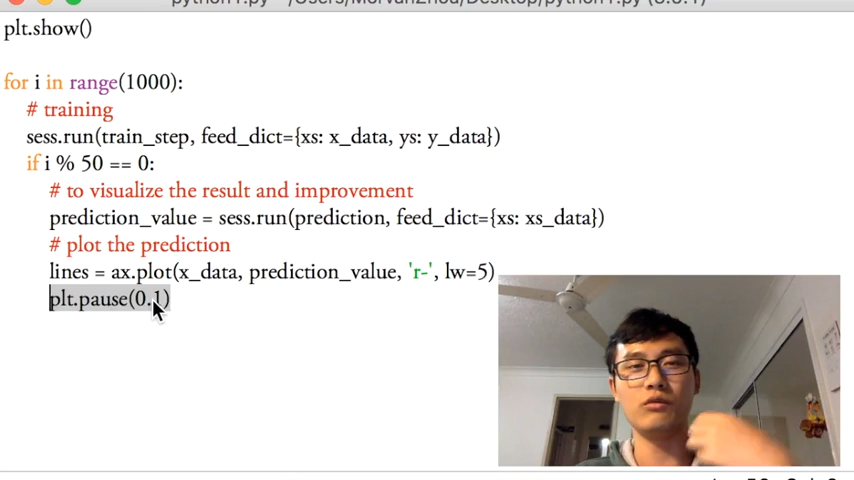 plt.show()
for i in range(1000):
# training
sess.run(train_step, feed_dict={xs: x_data, ys: y_data})
if i % 50 == 0:
# to visualize the result and improvement
prediction_value = sess.run(prediction, feed_dict={xs: xs_data})
# plot the prediction
lines = ax.plot(x_data, prediction_value, 'r-', lw=5)
plt.pause(0.1)